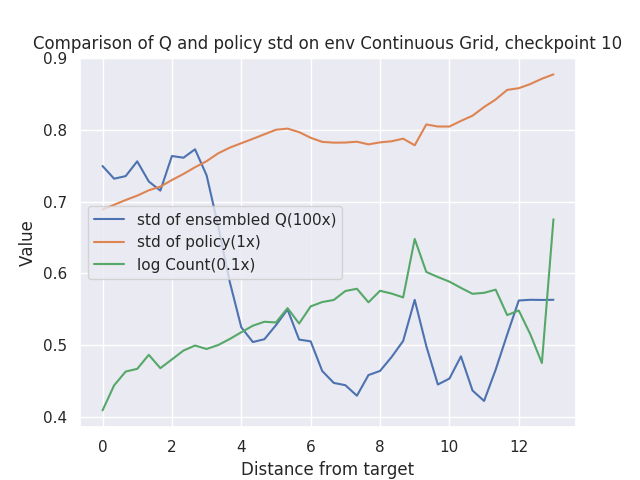 Comparison of Q and policy std on env Continuous Grid, checkpoint 10
0.9
0.8
0.7
0.6
0.5
0.4
Value
std of ensembled Q(100x)
std of policy(1x)
log Count(0.1x)
0 2 4 6 8 10 12
Distance from target